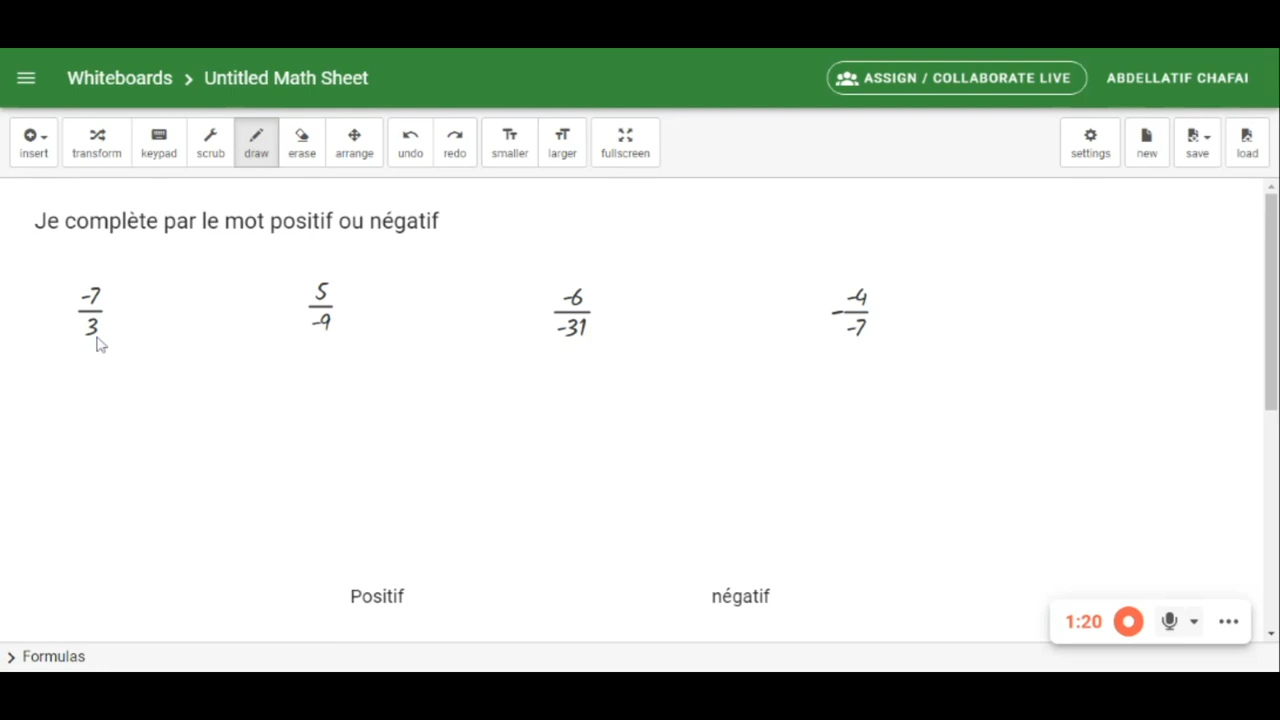 Whiteboards > Untitled Math Sheet
ASSIGN / COLLABORATE LIVE
ABDELLATIF CHAFAI
insert transform keypad scrub draw erase arrange undo redo smaller larger fullscreen settings new save load
Je complète par le mot positif ou négatif
-7/3 5/-9 -6/-31 - -4/-7
Positif négatif
1:20
Formulas